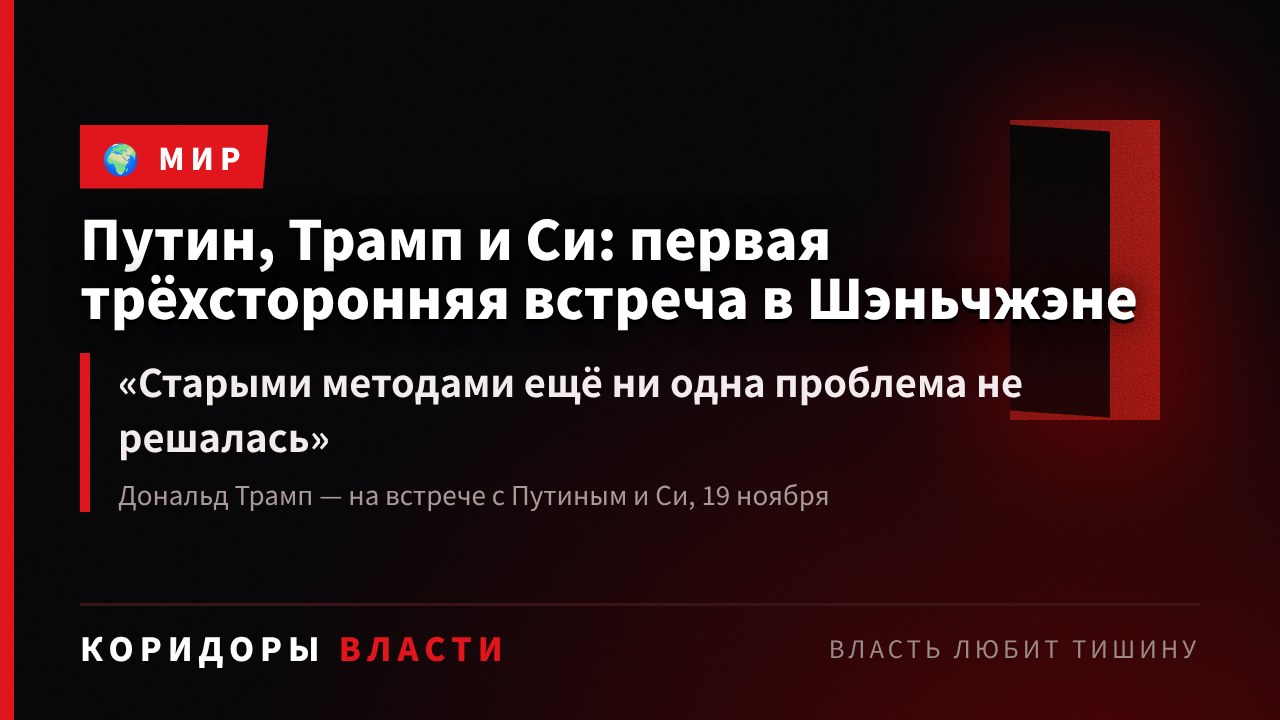 🌍 МИР
Путин, Трамп и Си: первая
трёхсторонняя встреча в Шэньчжэне
«Старыми методами ещё ни одна проблема не
решалась»
Дональд Трамп — на встрече с Путиным и Си, 19 ноября
КОРИДОРЫ ВЛАСТИ
ВЛАСТЬ ЛЮБИТ ТИШИНУ